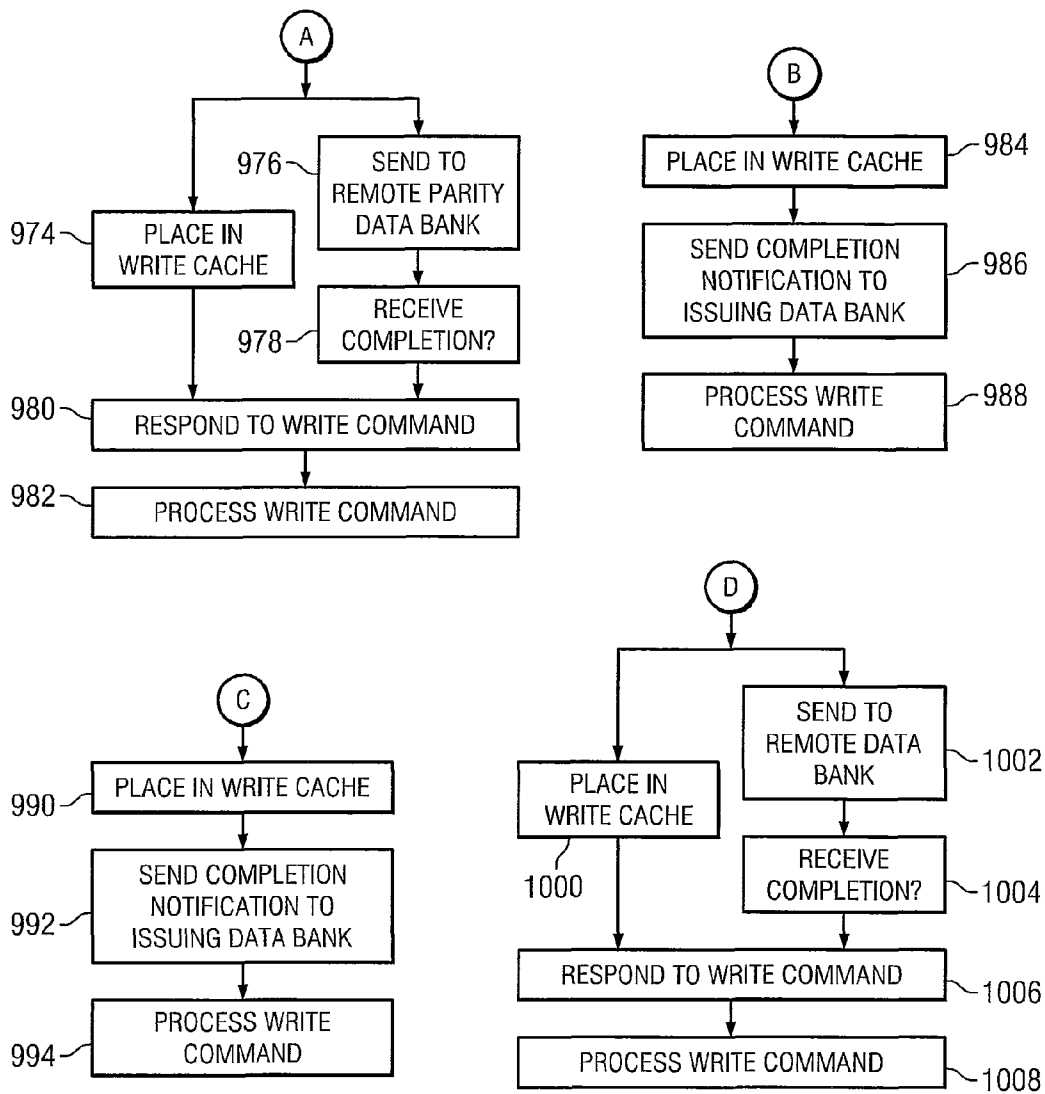 A
976
SEND TO
REMOTE PARITY
DATA BANK
974
PLACE IN
WRITE CACHE
978
RECEIVE
COMPLETION?
980
RESPOND TO WRITE COMMAND
982
PROCESS WRITE COMMAND
B
PLACE IN WRITE CACHE
984
SEND COMPLETION
NOTIFICATION TO
ISSUING DATA BANK
986
PROCESS WRITE
COMMAND
988
C
990
PLACE IN WRITE CACHE
992
SEND COMPLETION
NOTIFICATION TO
ISSUING DATA BANK
994
PROCESS WRITE
COMMAND
D
SEND TO
REMOTE DATA
BANK
1002
PLACE IN
WRITE CACHE
1000
RECEIVE
COMPLETION?
1004
RESPOND TO WRITE COMMAND
1006
PROCESS WRITE COMMAND
1008